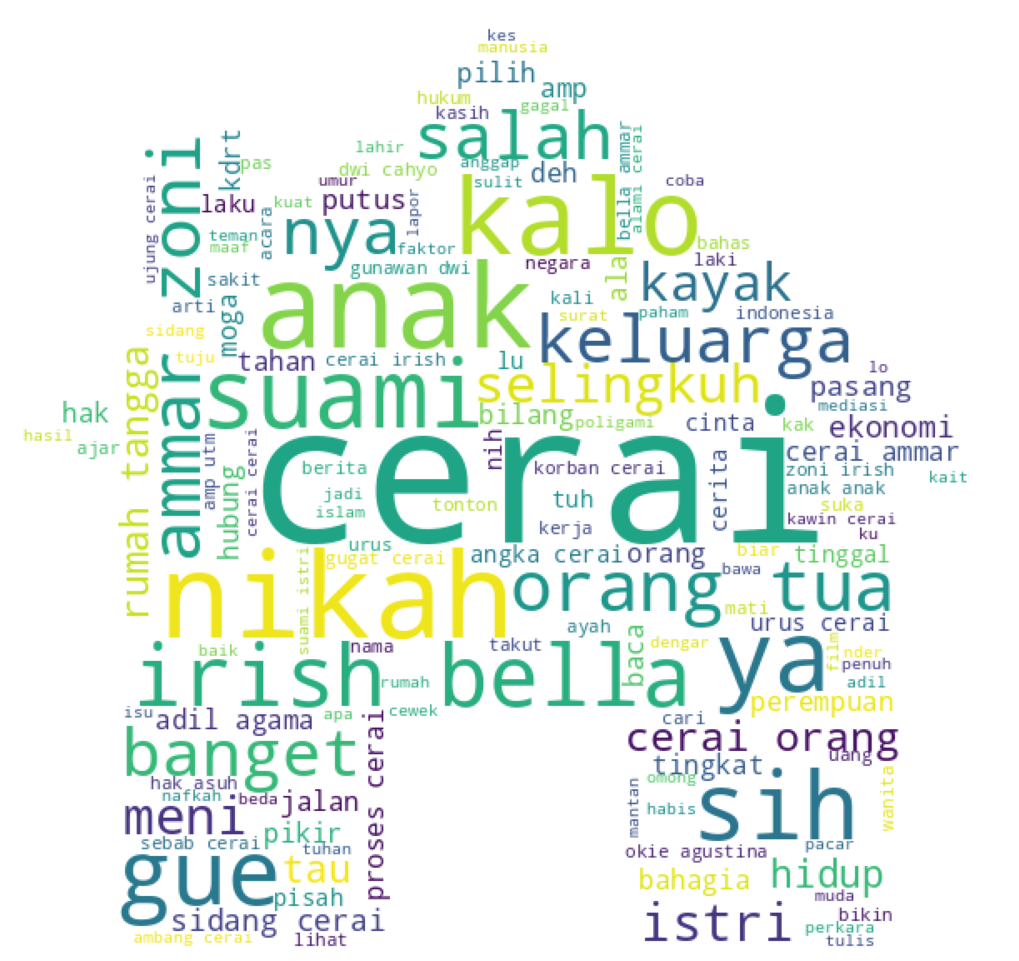 kes
manusia
pilih
amp
hukum
gagal
kasih
salah
lahir
zoni
kdrt
pas
dwi cahyo
anggap
deh
bella ammar
alami cerai
umur
sulit
coba
ujung cerai
laku
kuat
putus
lapor
kalo
teman
maaf
acara
nya
faktor
bahas
sakit
gunawan dwi
negara
ala
laki
arti
moga
anak
kali
kayak
surat
paham
indonesia
sidang
tuju
keluarga
tahan
cerai irish
lu
lo
rumah tangga
ammar
suami
selingkuh
pasang
hak
mediasi
hasil
ajar
bilang
poligami
cinta
kak
ekonomi
amp utm
cerai cerai
nih
cerai ammar
hubung
berita
cerai
korban cerai
cerita
zoni irish
kait
jadi
islam
tonton
tuh
anak anak
suka
kerja
kawin cerai
ku
urus
gugat cerai
angka cerai
orang
biar
tinggal
nikah
suami istri
orang tua
bawa
mati
ayah
urus cerai
baik
nama
takut
baca
dengar
ya
film
nder
penuh
irish bella
rumah
adil
perempuan
isu
adil agama
apa
cewek
cari
banget
proses cerai
cerai orang
uang
tingkat
hak asuh
nafkah
beda
jalan
mantan
omong
habis
sih
wanita
meni
pikir
sebab cerai
tuhan
okie agustina
pacar
gue
tau
bahagia
hidup
pisah
muda
sidang cerai
istri
bikin
perkara
ambang cerai
lihat
tulis